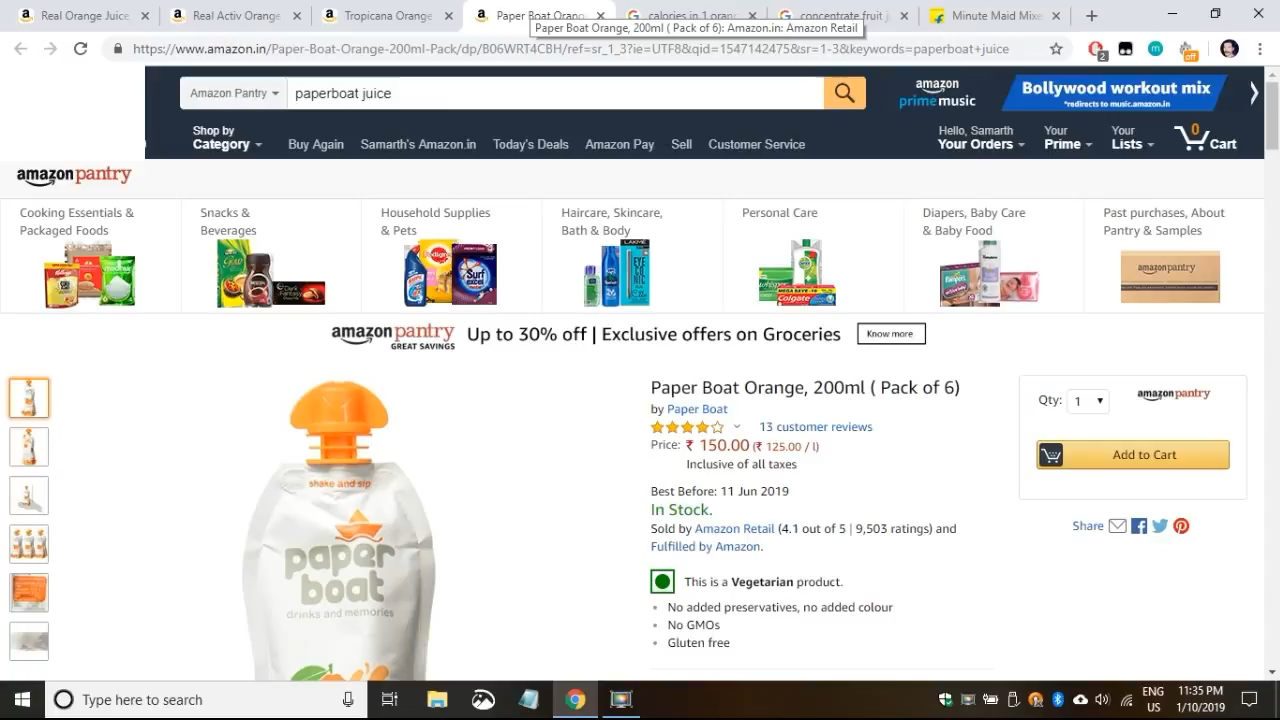 Real Orange Juice
Real Activ Orange
Tropicana Orange
Paper Boat Orang
calories in 1 orang
concentrate fruit j
Minute Maid Mixe
Paper Boat Orange, 200ml ( Pack of 6): Amazon.in: Amazon Retail
https://www.amazon.in/Paper-Boat-Orange-200ml-Pack/dp/B06WRT4CBH/ref=sr_1_3?ie=UTF8&qid=1547142475&sr=1-3&keywords=paperboat+juice
2
off
Amazon Pantry
paperboat juice
amazon
prime music
Bollywood workout mix
*redirects to music.amazon.in
Shop by
Category
Buy Again
Samarth's Amazon.in
Today's Deals
Amazon Pay
Sell
Customer Service
Hello, Samarth
Your Orders
Your
Prime
Your
Lists
0
Cart
amazon pantry
Cooking Essentials &
Packaged Foods
Snacks &
Beverages
Household Supplies
& Pets
Haircare, Skincare,
Bath & Body
Personal Care
Diapers, Baby Care
& Baby Food
Past purchases, About
Pantry & Samples
amazon pantry
GREAT SAVINGS
Up to 30% off | Exclusive offers on Groceries
Know more
shake and sip
paper
boat
drinks and memories
Paper Boat Orange, 200ml ( Pack of 6)
by Paper Boat
13 customer reviews
Price: ₹ 150.00 (₹ 125.00 / l)
Inclusive of all taxes
Best Before: 11 Jun 2019
In Stock.
Sold by Amazon Retail (4.1 out of 5 | 9,503 ratings) and
Fulfilled by Amazon.
This is a Vegetarian product.
No added preservatives, no added colour
No GMOs
Gluten free
Qty: 1
amazon pantry
Add to Cart
Share
Type here to search
ENG
US
11:35 PM
1/10/2019